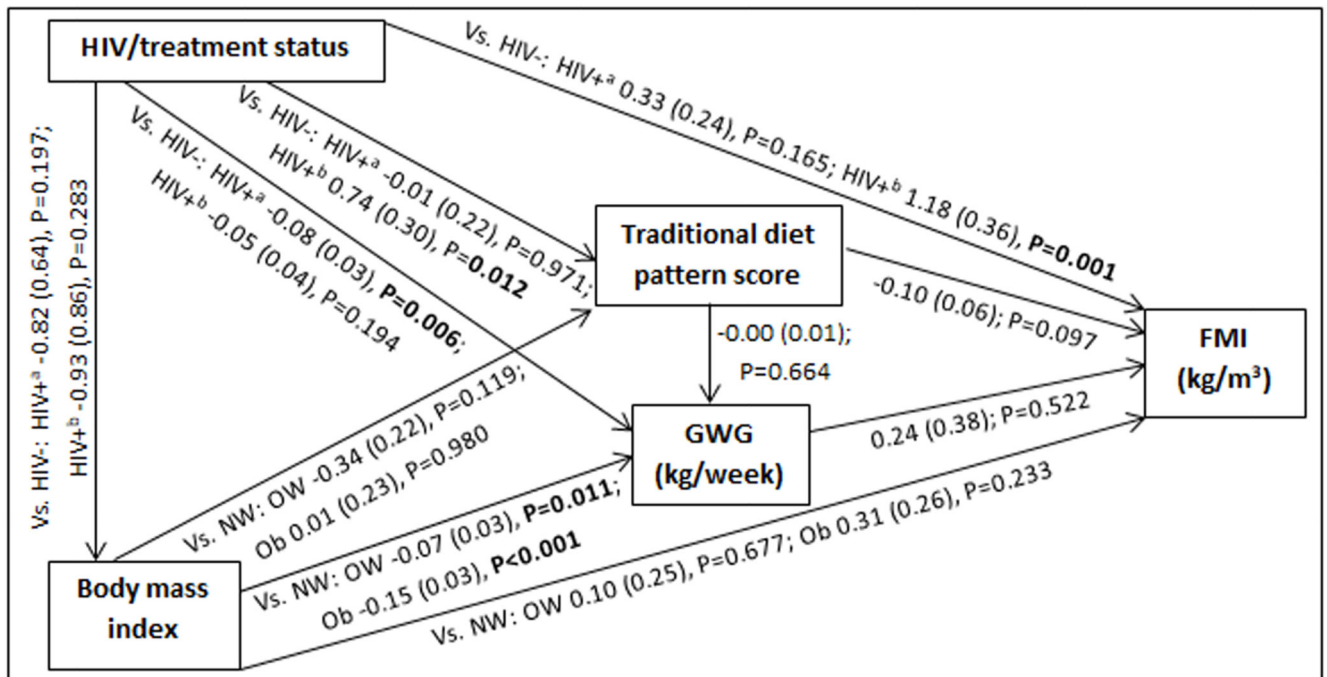 HIV/treatment status
Vs. HIV-: HIV+ᵃ 0.33 (0.24), P=0.165; HIV+ᵇ 1.18 (0.36), P=0.001
Vs. HIV-: HIV+ᵃ -0.01 (0.22), P=0.971;
HIV+ᵇ 0.74 (0.30), P=0.012
Vs. HIV-: HIV+ᵃ -0.08 (0.03), P=0.006;
HIV+ᵇ -0.05 (0.04), P=0.194
Vs. HIV-: HIV+ᵃ -0.82 (0.64), P=0.197;
HIV+ᵇ -0.93 (0.86), P=0.283
Traditional diet
pattern score
-0.10 (0.06); P=0.097
-0.00 (0.01);
P=0.664
FMI
(kg/m³)
GWG
(kg/week)
0.24 (0.38); P=0.522
Vs. NW: OW -0.34 (0.22), P=0.119;
Ob 0.01 (0.23), P=0.980
Vs. NW: OW -0.07 (0.03), P=0.011;
Ob -0.15 (0.03), P<0.001
Vs. NW: OW 0.10 (0.25), P=0.677; Ob 0.31 (0.26), P=0.233
Body mass
index